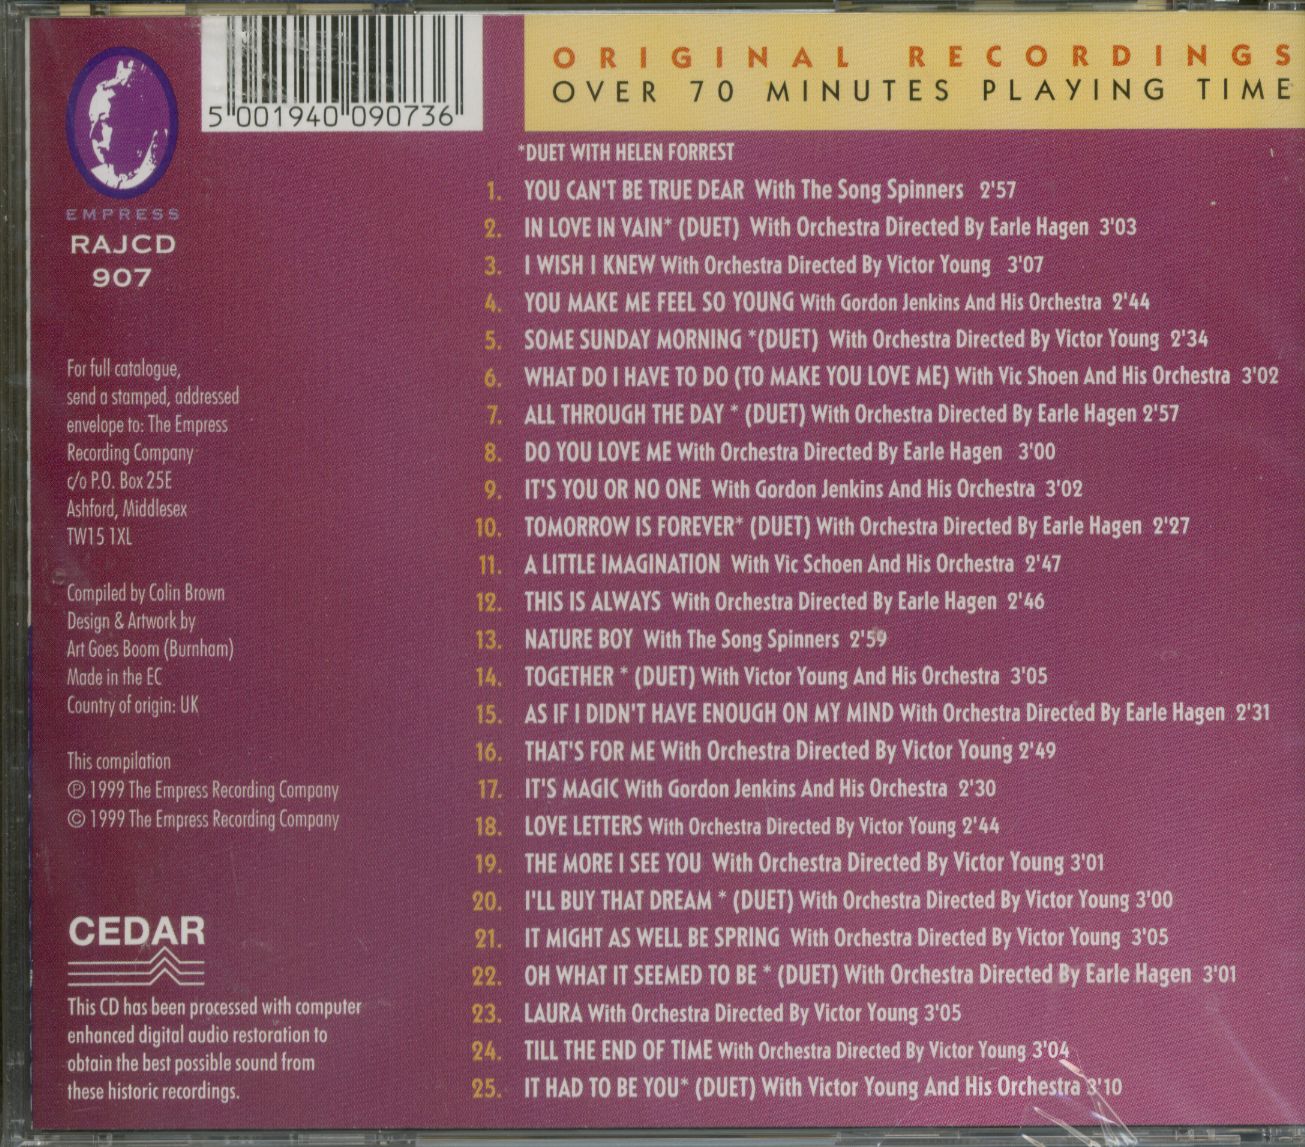 5 001940 090736
ORIGINAL RECORDINGS
OVER 70 MINUTES PLAYING TIME
EMPRESS
RAJCD
907
For full catalogue,
send a stamped, addressed
envelope to: The Empress
Recording Company
c/o P.O. Box 25E
Ashford, Middlesex
TW15 1XL
Compiled by Colin Brown
Design & Artwork by
Art Goes Boom (Burnham)
Made in the EC
Country of origin: UK
This compilation
℗ 1999 The Empress Recording Company
© 1999 The Empress Recording Company
CEDAR
This CD has been processed with computer
enhanced digital audio restoration to
obtain the best possible sound from
these historic recordings.
*DUET WITH HELEN FORREST
1. YOU CAN'T BE TRUE DEAR With The Song Spinners 2'57
2. IN LOVE IN VAIN* (DUET) With Orchestra Directed By Earle Hagen 3'03
3. I WISH I KNEW With Orchestra Directed By Victor Young 3'07
4. YOU MAKE ME FEEL SO YOUNG With Gordon Jenkins And His Orchestra 2'44
5. SOME SUNDAY MORNING *(DUET) With Orchestra Directed By Victor Young 2'34
6. WHAT DO I HAVE TO DO (TO MAKE YOU LOVE ME) With Vic Shoen And His Orchestra 3'02
7. ALL THROUGH THE DAY * (DUET) With Orchestra Directed By Earle Hagen 2'57
8. DO YOU LOVE ME With Orchestra Directed By Earle Hagen 3'00
9. IT'S YOU OR NO ONE With Gordon Jenkins And His Orchestra 3'02
10. TOMORROW IS FOREVER* (DUET) With Orchestra Directed By Earle Hagen 2'27
11. A LITTLE IMAGINATION With Vic Schoen And His Orchestra 2'47
12. THIS IS ALWAYS With Orchestra Directed By Earle Hagen 2'46
13. NATURE BOY With The Song Spinners 2'59
14. TOGETHER * (DUET) With Victor Young And His Orchestra 3'05
15. AS IF I DIDN'T HAVE ENOUGH ON MY MIND With Orchestra Directed By Earle Hagen 2'31
16. THAT'S FOR ME With Orchestra Directed By Victor Young 2'49
17. IT'S MAGIC With Gordon Jenkins And His Orchestra 2'30
18. LOVE LETTERS With Orchestra Directed By Victor Young 2'44
19. THE MORE I SEE YOU With Orchestra Directed By Victor Young 3'01
20. I'LL BUY THAT DREAM * (DUET) With Orchestra Directed By Victor Young 3'00
21. IT MIGHT AS WELL BE SPRING With Orchestra Directed By Victor Young 3'05
22. OH WHAT IT SEEMED TO BE * (DUET) With Orchestra Directed By Earle Hagen 3'01
23. LAURA With Orchestra Directed By Victor Young 3'05
24. TILL THE END OF TIME With Orchestra Directed By Victor Young 3'04
25. IT HAD TO BE YOU* (DUET) With Victor Young And His Orchestra 3'10